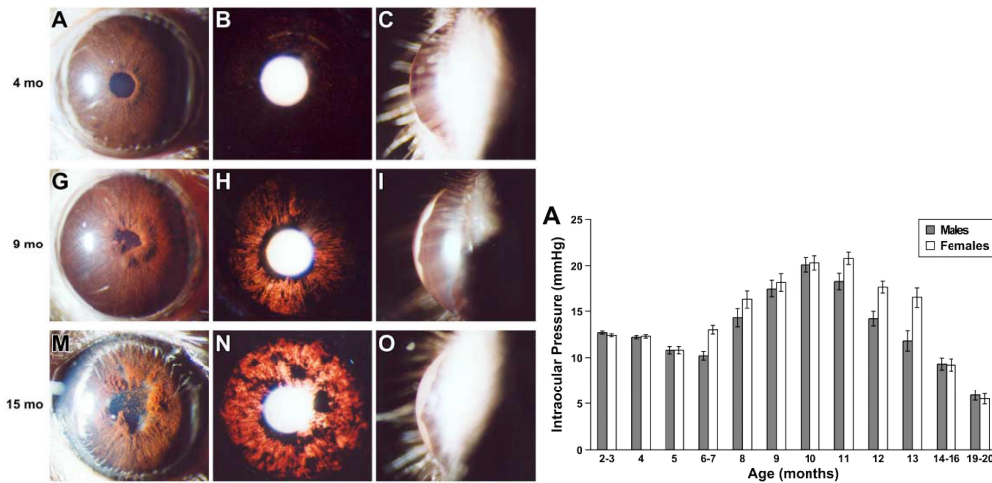 A B C
4 mo
G H I
9 mo
M N O
15 mo
A
Intraocular Pressure (mmHg)
25
20
15
10
5
0
Males
Females
2-3 4 5 6-7 8 9 10 11 12 13 14-16 19-20
Age (months)